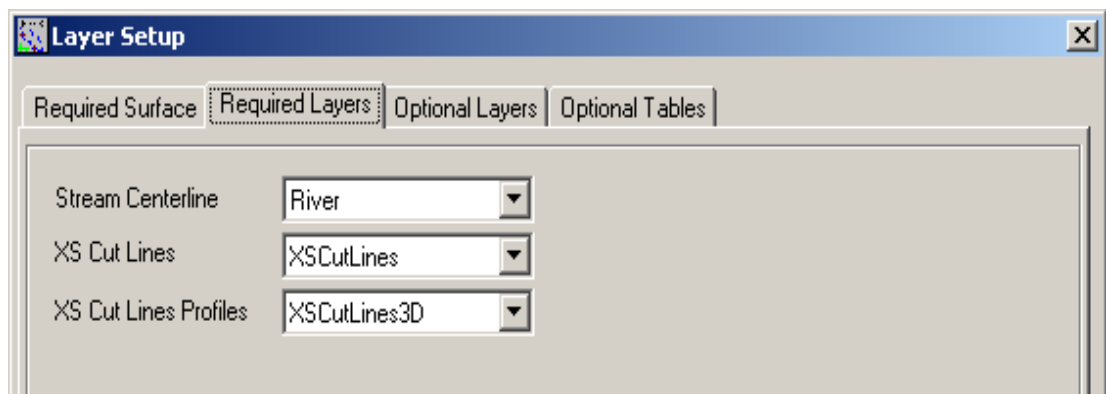 Layer Setup
Required Surface Required Layers Optional Layers Optional Tables
Stream Centerline River
XS Cut Lines XSCutLines
XS Cut Lines Profiles XSCutLines3D